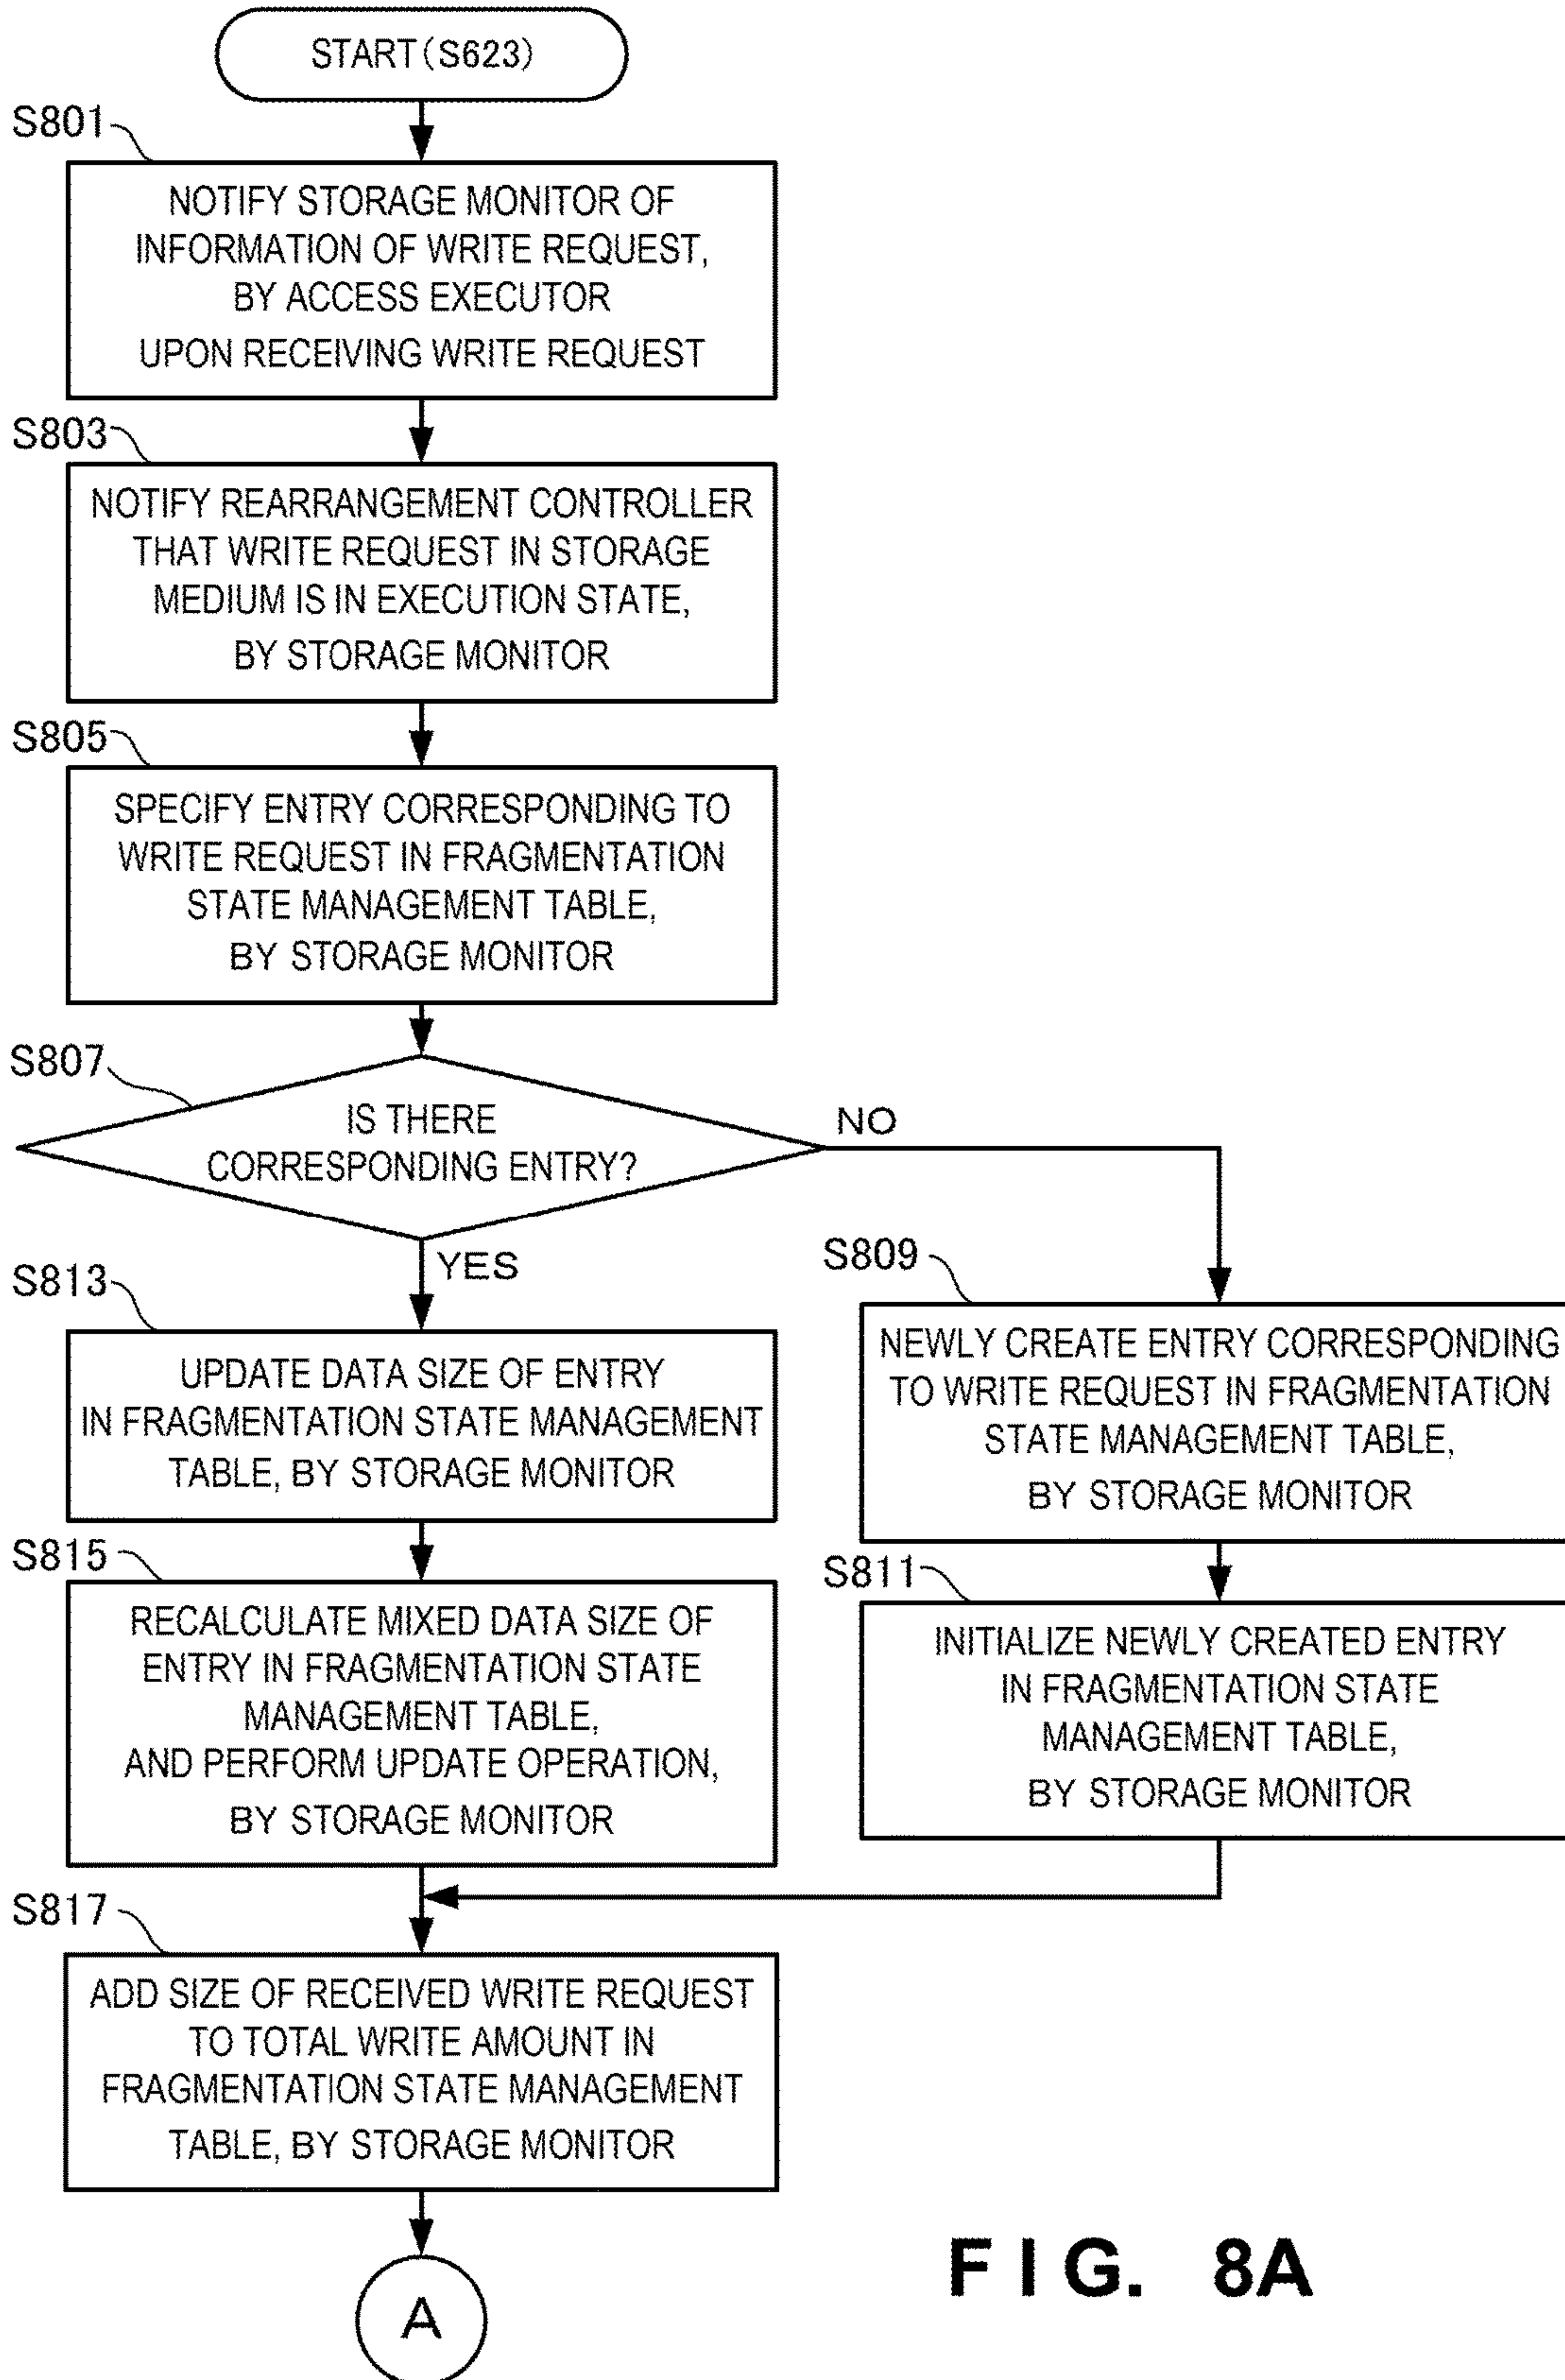 START(S623)
S801
NOTIFY STORAGE MONITOR OF
INFORMATION OF WRITE REQUEST,
BY ACCESS EXECUTOR
UPON RECEIVING WRITE REQUEST
S803
NOTIFY REARRANGEMENT CONTROLLER
THAT WRITE REQUEST IN STORAGE
MEDIUM IS IN EXECUTION STATE,
BY STORAGE MONITOR
S805
SPECIFY ENTRY CORRESPONDING TO
WRITE REQUEST IN FRAGMENTATION
STATE MANAGEMENT TABLE,
BY STORAGE MONITOR
S807
IS THERE
CORRESPONDING ENTRY?
NO
YES
S813
UPDATE DATA SIZE OF ENTRY
IN FRAGMENTATION STATE MANAGEMENT
TABLE, BY STORAGE MONITOR
S815
RECALCULATE MIXED DATA SIZE OF
ENTRY IN FRAGMENTATION STATE
MANAGEMENT TABLE,
AND PERFORM UPDATE OPERATION,
BY STORAGE MONITOR
S809
NEWLY CREATE ENTRY CORRESPONDING
TO WRITE REQUEST IN FRAGMENTATION
STATE MANAGEMENT TABLE,
BY STORAGE MONITOR
S811
INITIALIZE NEWLY CREATED ENTRY
IN FRAGMENTATION STATE
MANAGEMENT TABLE,
BY STORAGE MONITOR
S817
ADD SIZE OF RECEIVED WRITE REQUEST
TO TOTAL WRITE AMOUNT IN
FRAGMENTATION STATE MANAGEMENT
TABLE, BY STORAGE MONITOR
A
FIG. 8A